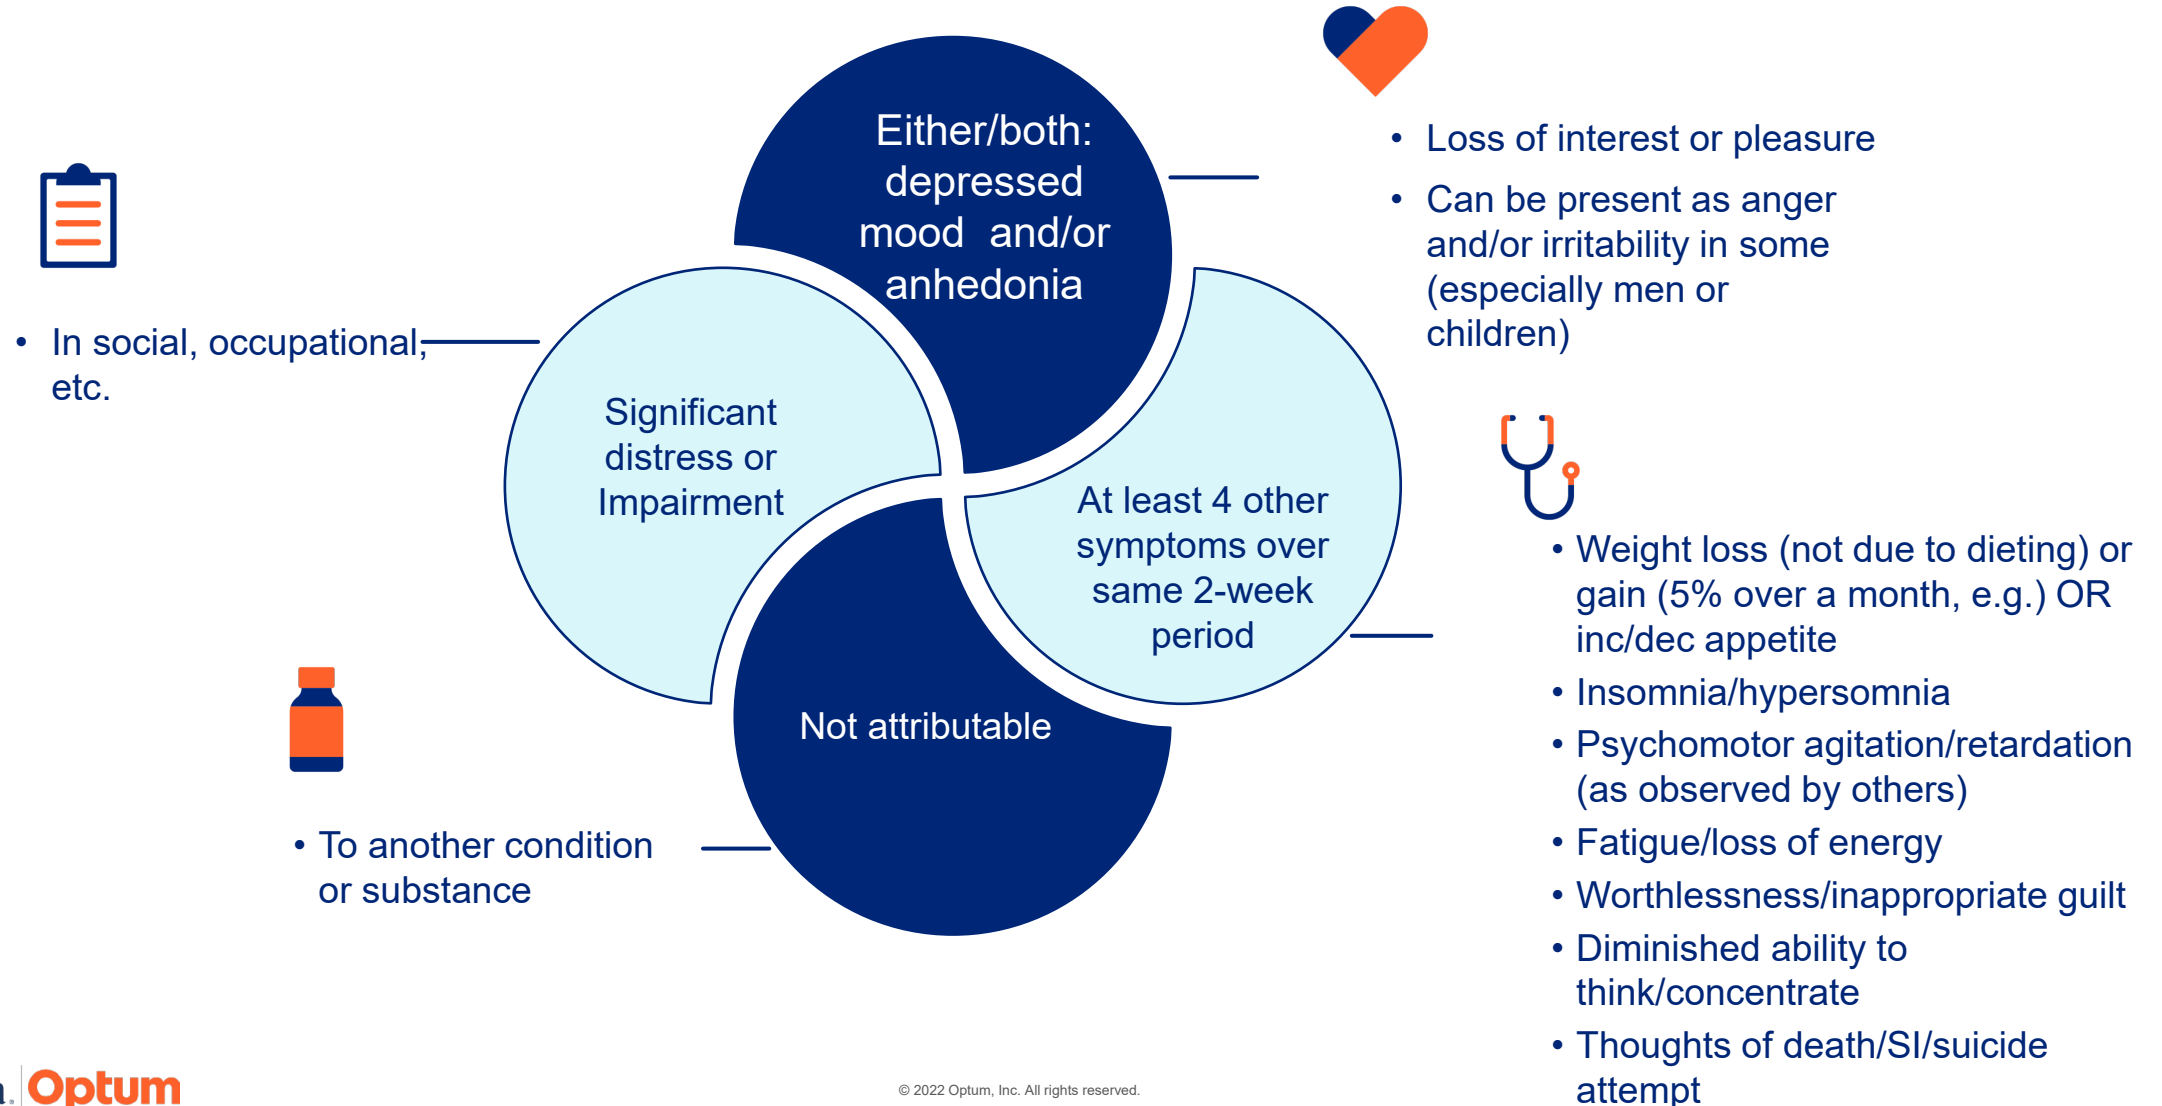 Either/both:
depressed
mood and/or
anhedonia
• Loss of interest or pleasure
• Can be present as anger
and/or irritability in some
(especially men or
children)
• In social, occupational,
etc.
Significant
distress or
Impairment
At least 4 other
symptoms over
same 2-week
period
• Weight loss (not due to dieting) or
gain (5% over a month, e.g.) OR
inc/dec appetite
• Insomnia/hypersomnia
• Psychomotor agitation/retardation
(as observed by others)
• Fatigue/loss of energy
• Worthlessness/inappropriate guilt
• Diminished ability to
think/concentrate
• Thoughts of death/SI/suicide
attempt
Not attributable
• To another condition
or substance
Optum
© 2022 Optum, Inc. All rights reserved.